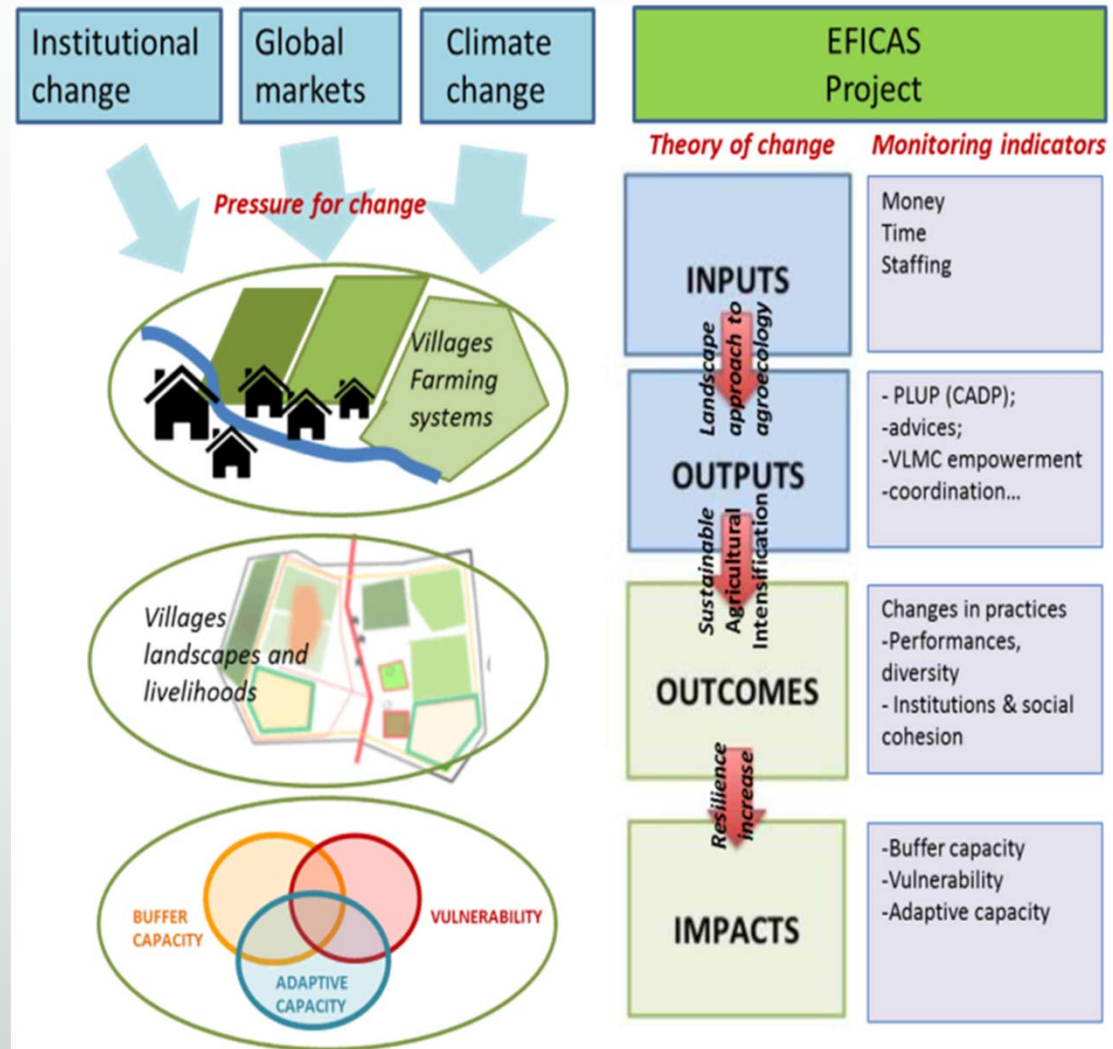 Institutional
change
Global
markets
Climate
change
Pressure for change
Villages
Farming
systems
Villages
landscapes and
livelihoods
BUFFER
CAPACITY
VULNERABILITY
ADAPTIVE
CAPACITY
EFICAS
Project
Theory of change
Monitoring indicators
INPUTS
Money
Time
Staffing
Landscape
approach to
agroecology
OUTPUTS
- PLUP (CADP);
-advices;
-VLMC empowerment
-coordination...
Sustainable
Agricultural
Intensification
OUTCOMES
Changes in practices
-Performances,
diversity
- Institutions & social
cohesion
Resilience
increase
IMPACTS
-Buffer capacity
-Vulnerability
-Adaptive capacity